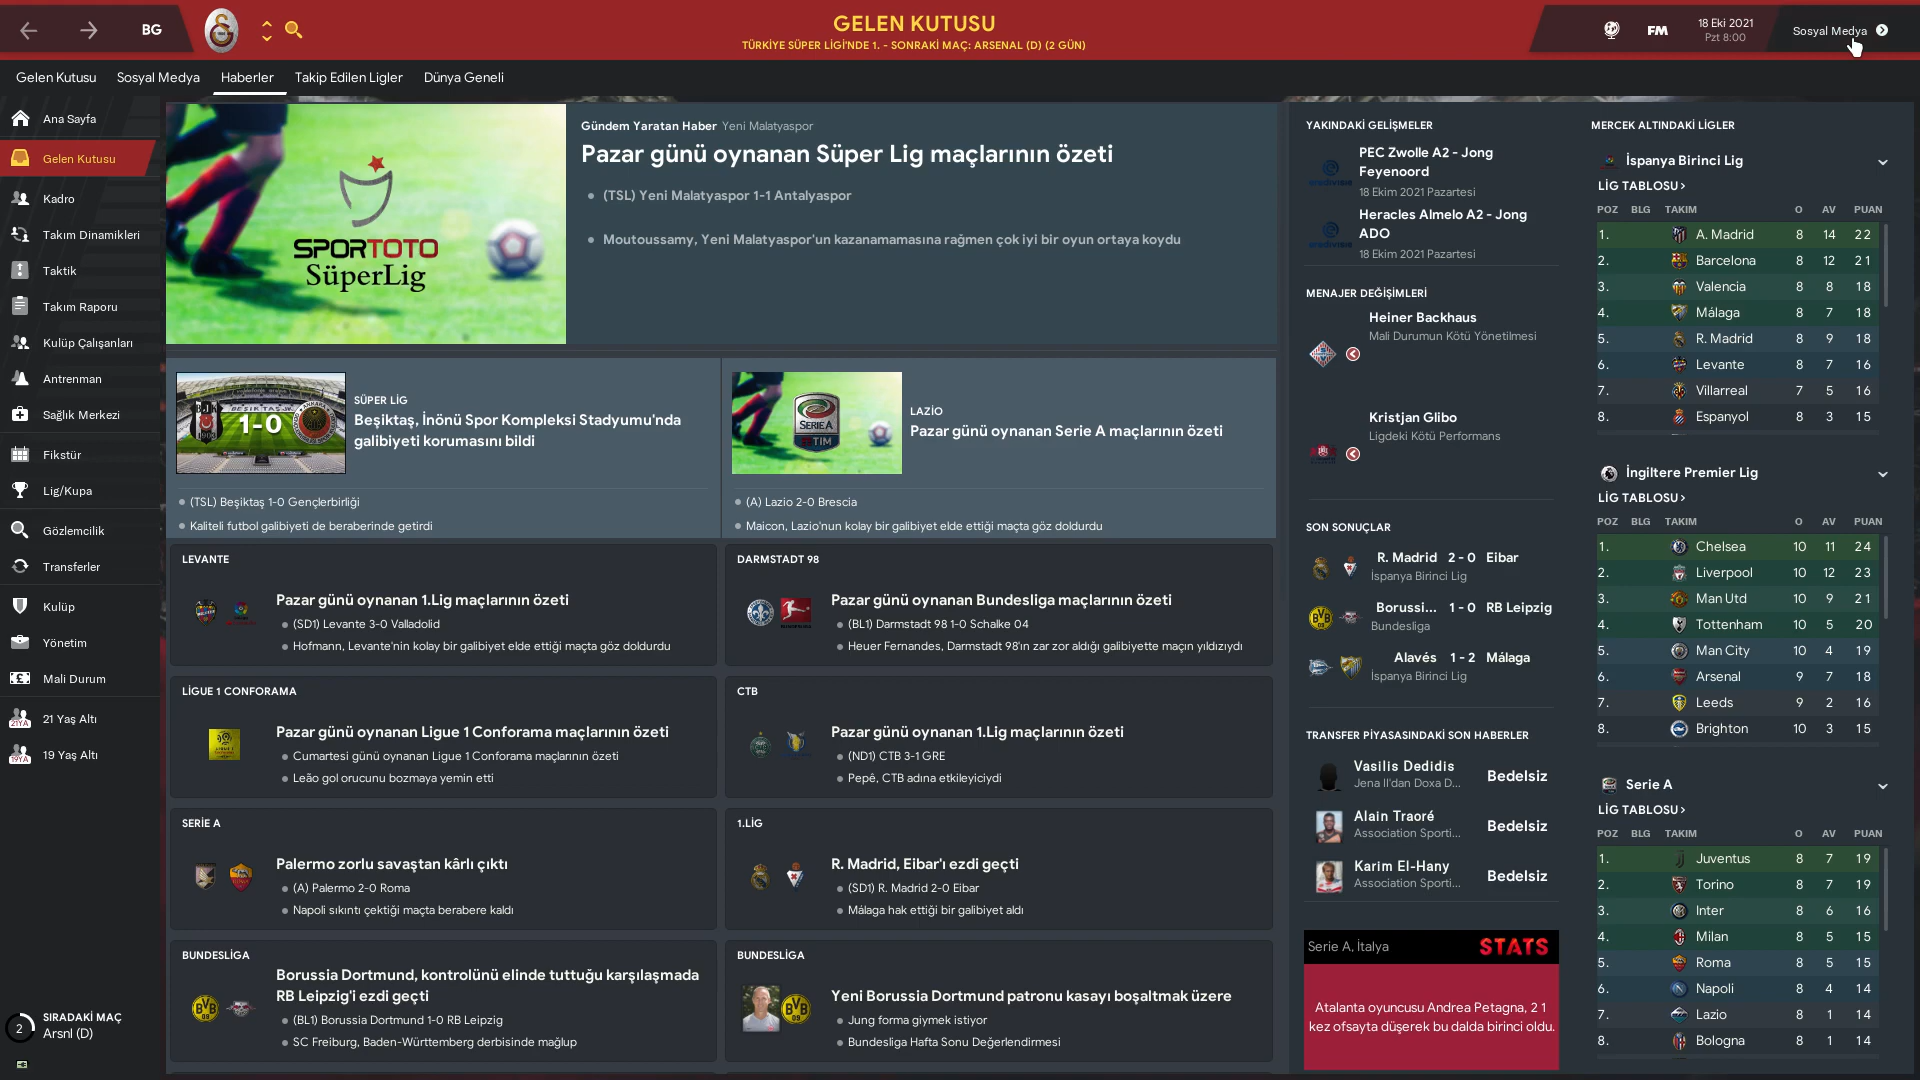 BG
GELEN KUTUSU
TÜRKİYE SÜPER LİGİ'NDE 1. - SONRAKİ MAÇ: ARSENAL (D) (2 GÜN)
FM
18 Eki 2021
Pzt 8:00
Sosyal Medya
Gelen Kutusu
Sosyal Medya
Haberler
Takip Edilen Ligler
Dünya Geneli
Ana Sayfa
Gelen Kutusu
Kadro
Takım Dinamikleri
Taktik
Takım Raporu
Kulüp Çalışanları
Antrenman
Sağlık Merkezi
Fikstür
Lig/Kupa
Gözlemcilik
Transferler
Kulüp
Yönetim
Mali Durum
21YA 21 Yaş Altı
19YA 19 Yaş Altı
2
SIRADAKİ MAÇ
Arsnl (D)
SPORTOTO
SüperLig
Gündem Yaratan Haber Yeni Malatyaspor
Pazar günü oynanan Süper Lig maçlarının özeti
(TSL) Yeni Malatyaspor 1-1 Antalyaspor
Moutoussamy, Yeni Malatyaspor'un kazanamamasına rağmen çok iyi bir oyun ortaya koydu
1-0
SÜPER LİG
Beşiktaş, İnönü Spor Kompleksi Stadyumu'nda
galibiyeti korumasını bildi
(TSL) Beşiktaş 1-0 Gençlerbirliği
Kaliteli futbol galibiyeti de beraberinde getirdi
SERIE A
TIM
LAZİO
Pazar günü oynanan Serie A maçlarının özeti
(A) Lazio 2-0 Brescia
Maicon, Lazio'nun kolay bir galibiyet elde ettiği maçta göz doldurdu
LEVANTE
Pazar günü oynanan 1.Lig maçlarının özeti
(SD1) Levante 3-0 Valladolid
Hofmann, Levante'nin kolay bir galibiyet elde ettiği maçta göz doldurdu
DARMSTADT 98
Pazar günü oynanan Bundesliga maçlarının özeti
(BL1) Darmstadt 98 1-0 Schalke 04
Heuer Fernandes, Darmstadt 98'ın zar zor aldığı galibiyette maçın yıldızıydı
LİGUE 1 CONFORAMA
Pazar günü oynanan Ligue 1 Conforama maçlarının özeti
Cumartesi günü oynanan Ligue 1 Conforama maçlarının özeti
Leão gol orucunu bozmaya yemin etti
CTB
Pazar günü oynanan 1.Lig maçlarının özeti
(ND1) CTB 3-1 GRE
Pepê, CTB adına etkileyiciydi
SERİE A
Palermo zorlu savaştan kârlı çıktı
(A) Palermo 2-0 Roma
Napoli sıkıntı çektiği maçta berabere kaldı
1.LİG
R. Madrid, Eibar'ı ezdi geçti
(SD1) R. Madrid 2-0 Eibar
Málaga hak ettiği bir galibiyet aldı
BUNDESLİGA
Borussia Dortmund, kontrolünü elinde tuttuğu karşılaşmada
RB Leipzig'i ezdi geçti
(BL1) Borussia Dortmund 1-0 RB Leipzig
SC Freiburg, Baden-Württemberg derbisinde mağlup
BUNDESLİGA
Yeni Borussia Dortmund patronu kasayı boşaltmak üzere
Jung forma giymek istiyor
Bundesliga Hafta Sonu Değerlendirmesi
YAKINDAKİ GELİŞMELER
PEC Zwolle A2 - Jong
Feyenoord
18 Ekim 2021 Pazartesi
Heracles Almelo A2 - Jong
ADO
18 Ekim 2021 Pazartesi
MENAJER DEĞİŞİMLERİ
Heiner Backhaus
Mali Durumun Kötü Yönetilmesi
Kristjan Glibo
Ligdeki Kötü Performans
SON SONUÇLAR
R. Madrid 2 - 0 Eibar
İspanya Birinci Lig
Borussi... 1 - 0 RB Leipzig
Bundesliga
Alavés 1 - 2 Málaga
İspanya Birinci Lig
TRANSFER PİYASASINDAKİ SON HABERLER
Vasilis Dedidis
Jena II'dan Doxa D...
Bedelsiz
Alain Traoré
Association Sporti...
Bedelsiz
Karim El-Hany
Association Sporti...
Bedelsiz
Serie A, İtalya
STATS
Atalanta oyuncusu Andrea Petagna, 2 1
kez ofsayta düşerek bu dalda birinci oldu.
MERCEK ALTINDAKİ LİGLER
İspanya Birinci Lig
LİG TABLOSU >
POZ BLG TAKIM O AV PUAN
1. A. Madrid 8 14 22
2. Barcelona 8 12 21
3. Valencia 8 8 18
4. Málaga 8 7 18
5. R. Madrid 8 9 18
6. Levante 8 7 16
7. Villarreal 7 5 16
8. Espanyol 8 3 15
İngiltere Premier Lig
LİG TABLOSU >
POZ BLG TAKIM O AV PUAN
1. Chelsea 10 11 24
2. Liverpool 10 12 23
3. Man Utd 10 9 21
4. Tottenham 10 5 20
5. Man City 10 4 19
6. Arsenal 9 7 18
7. Leeds 9 2 16
8. Brighton 10 3 15
Serie A
LİG TABLOSU >
POZ BLG TAKIM O AV PUAN
1. Juventus 8 7 19
2. Torino 8 7 19
3. Inter 8 6 16
4. Milan 8 5 15
5. Roma 8 5 15
6. Napoli 8 4 14
7. Lazio 8 1 14
8. Bologna 8 1 14